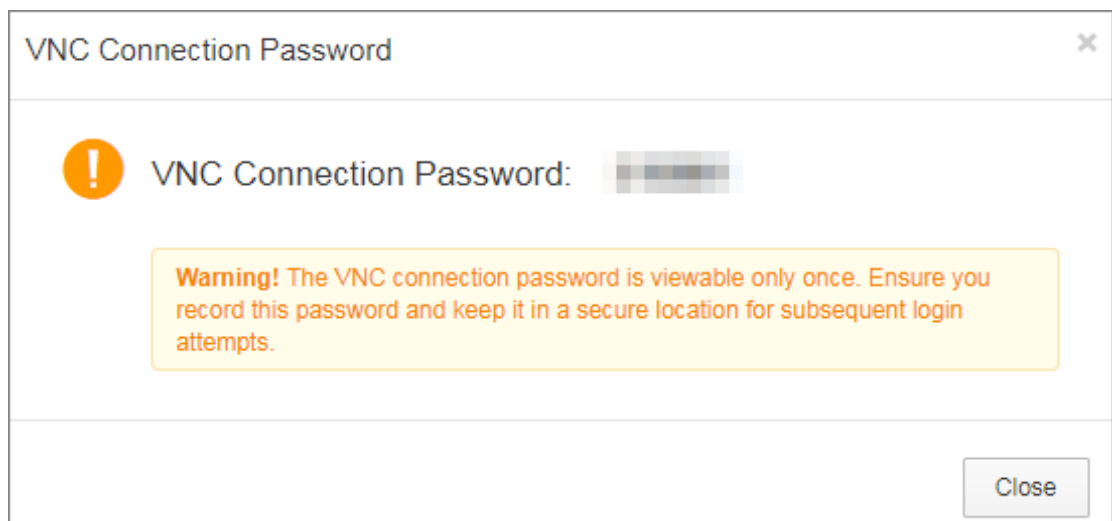 VNC Connection Password
VNC Connection Password:
Warning! The VNC connection password is viewable only once. Ensure you
record this password and keep it in a secure location for subsequent login
attempts.
Close